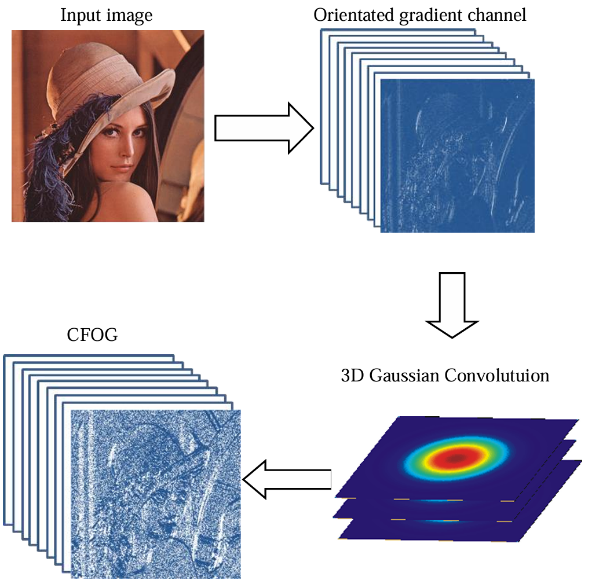 Input image
Orientated gradient channel
CFOG
3D Gaussian Convolutuion